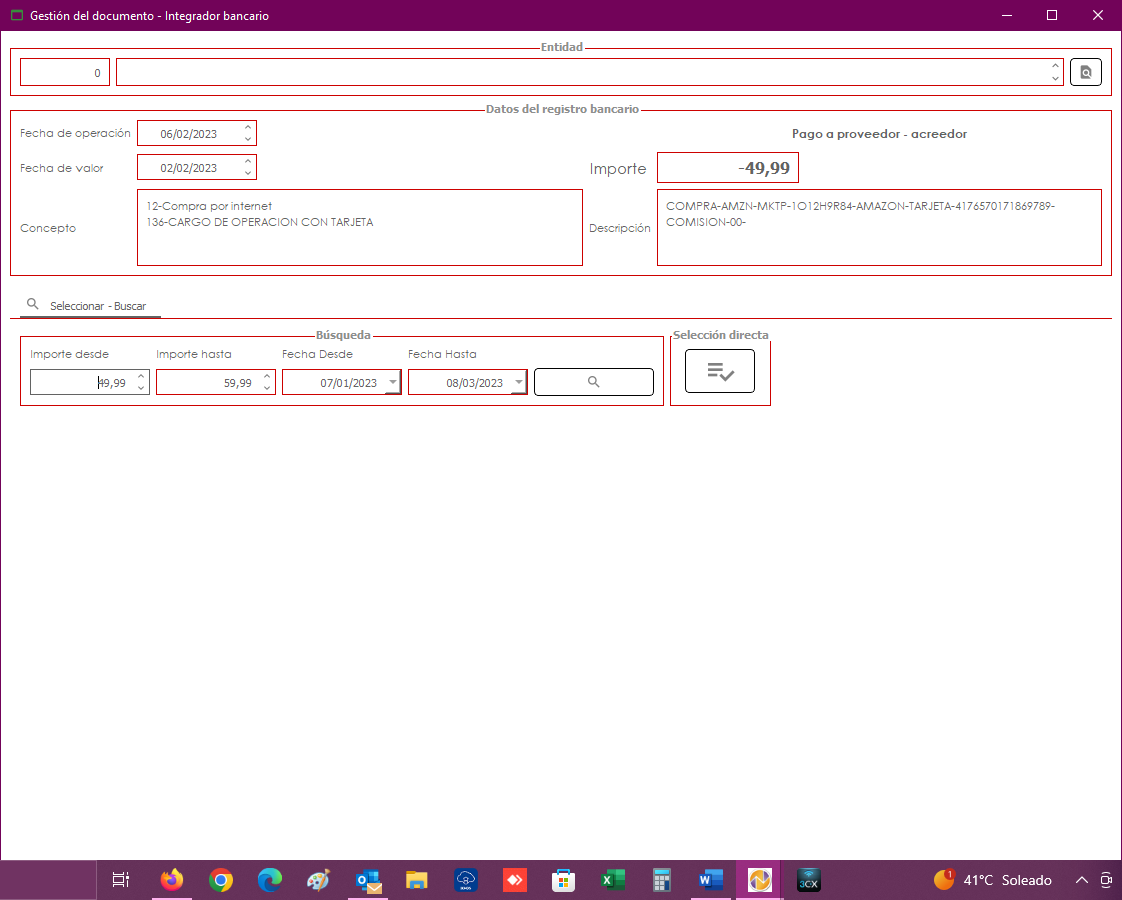 Gestión del documento - Integrador bancario
Entidad
0
Datos del registro bancario
Fecha de operación 06/02/2023 Pago a proveedor - acreedor
Fecha de valor 02/02/2023 Importe -49,99
12-Compra por internet
136-CARGO DE OPERACION CON TARJETA
Concepto
COMPRA-AMZN-MKTP-1O12H9R84-AMAZON-TARJETA-4176570171869789-
COMISION-00-
Descripción
Seleccionar - Buscar
Búsqueda Selección directa
Importe desde Importe hasta Fecha Desde Fecha Hasta
49,99 59,99 07/01/2023 08/03/2023
1 41°C Soleado
3CX